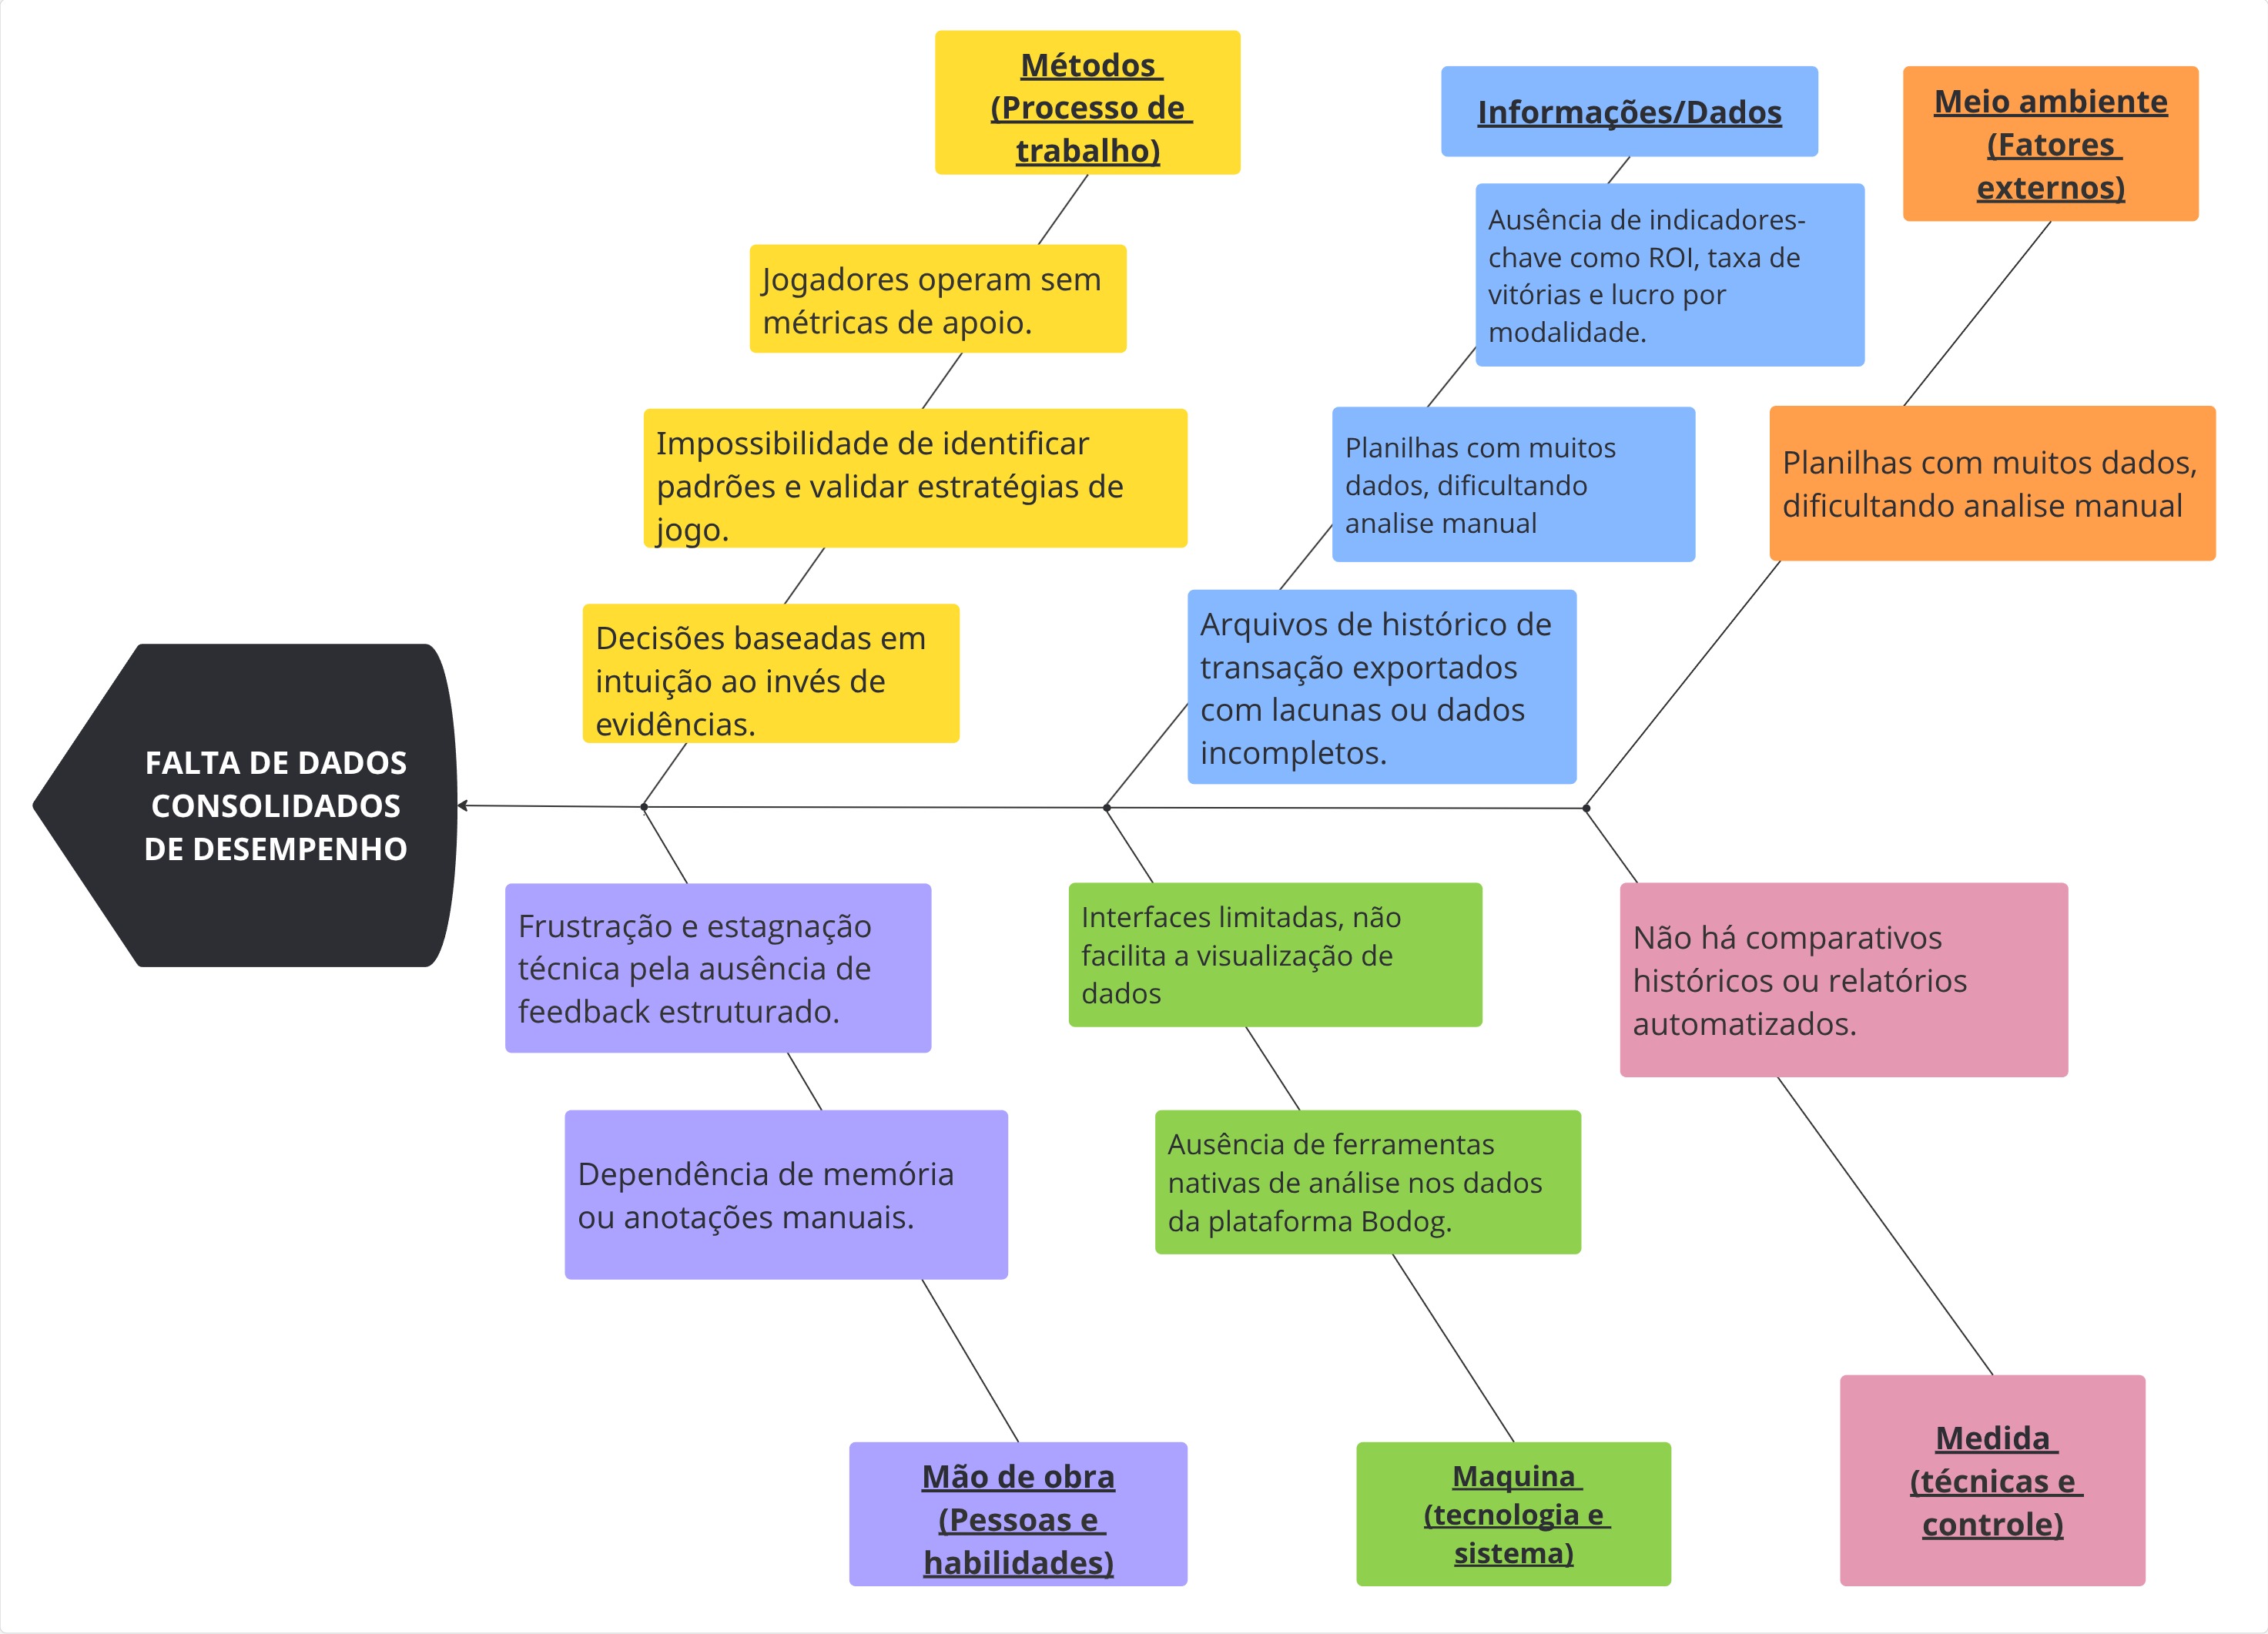 Métodos
(Processo de
trabalho)
Jogadores operam sem
métricas de apoio.
Impossibilidade de identificar
padrões e validar estratégias de
jogo.
Decisões baseadas em
intuição ao invés de
evidências.
Informações/Dados
Ausência de indicadores-
chave como ROI, taxa de
vitórias e lucro por
modalidade.
Planilhas com muitos
dados, dificultando
analise manual
Arquivos de histórico de
transação exportados
com lacunas ou dados
incompletos.
Meio ambiente
(Fatores
externos)
Planilhas com muitos dados,
dificultando analise manual
FALTA DE DADOS
CONSOLIDADOS
DE DESEMPENHO
Frustração e estagnação
técnica pela ausência de
feedback estruturado.
Dependência de memória
ou anotações manuais.
Mão de obra
(Pessoas e
habilidades)
Interfaces limitadas, não
facilita a visualização de
dados
Ausência de ferramentas
nativas de análise nos dados
da plataforma Bodog.
Maquina
(tecnologia e
sistema)
Não há comparativos
históricos ou relatórios
automatizados.
Medida
(técnicas e
controle)